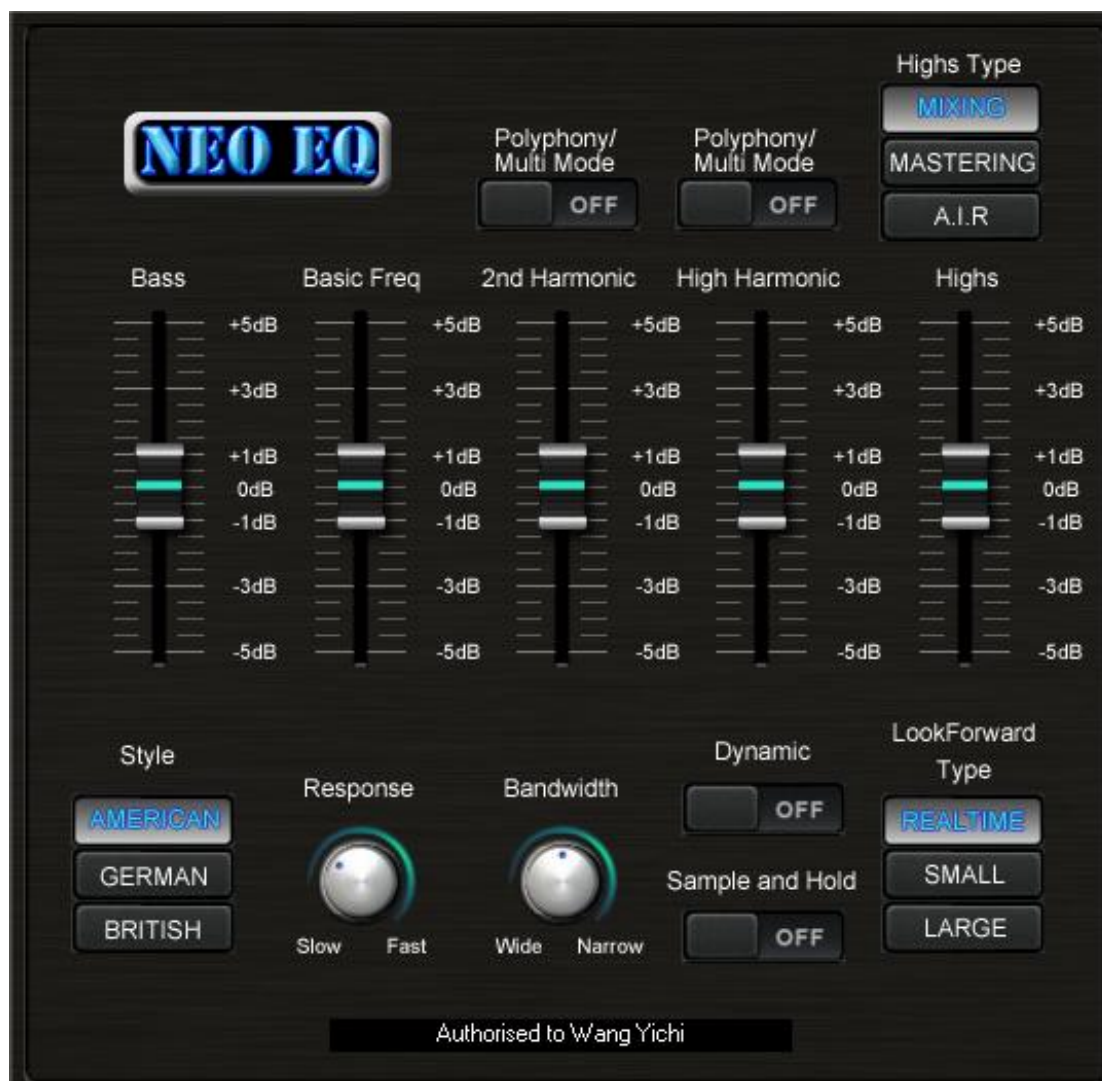 Highs Type
MIXING
NEO EQ
Polyphony/
Multi Mode
Polyphony/
Multi Mode
MASTERING
OFF
OFF
A.I.R
Bass
Basic Freq
2nd Harmonic
High Harmonic
Highs
+5dB +5dB +5dB +5dB +5dB
+3dB +3dB +3dB +3dB +3dB
+1dB +1dB +1dB +1dB +1dB
0dB 0dB 0dB 0dB 0dB
-1dB -1dB -1dB -1dB -1dB
-3dB -3dB -3dB -3dB -3dB
-5dB -5dB -5dB -5dB -5dB
Style
AMERICAN
GERMAN
BRITISH
Response
Slow Fast
Bandwidth
Wide Narrow
Dynamic
OFF
Sample and Hold
OFF
LookForward
Type
REALTIME
SMALL
LARGE
Authorised to Wang Yichi